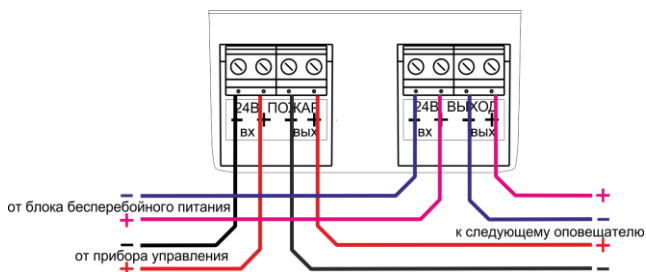 24В ПОЖАР
- + - +
вх вых
24В ВЫХОД
- + - +
вх вых
-
от блока бесперебойного питания
+
-
от прибора управления
+
+
-
к следующему оповещателю
+
-